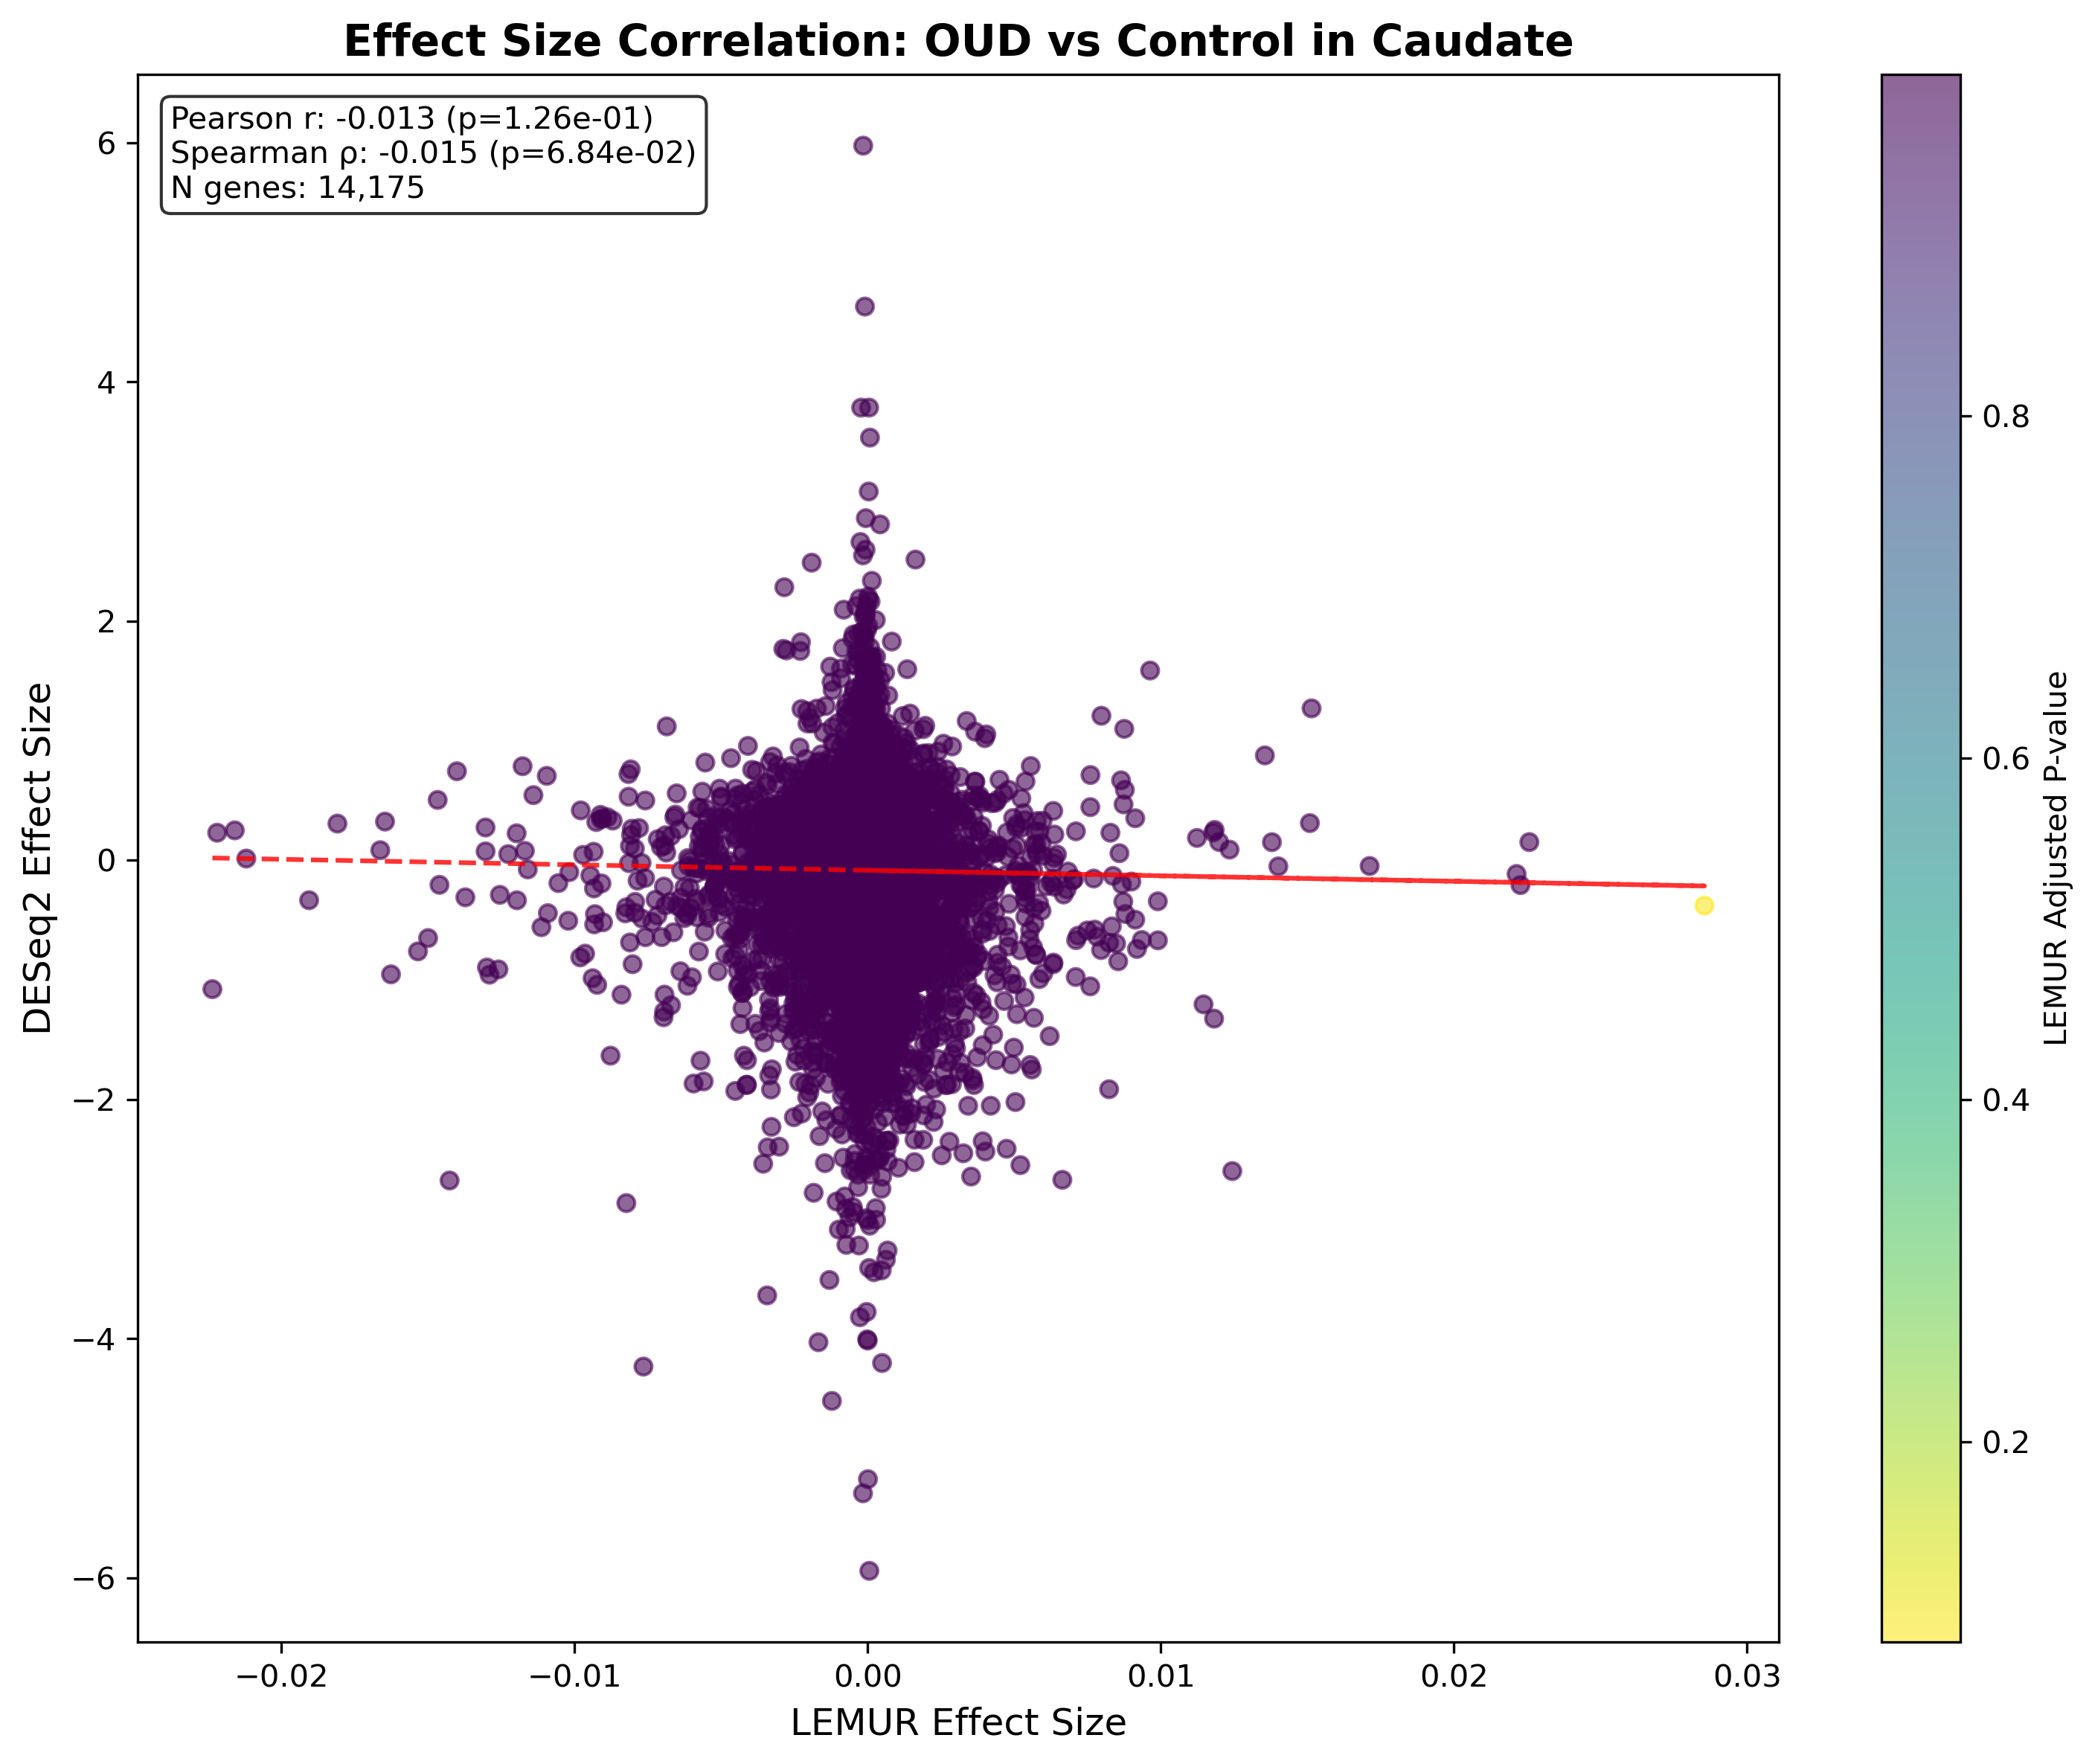 Effect Size Correlation: OUD vs Control in Caudate
Pearson r: -0.013 (p=1.26e-01)
Spearman ρ: -0.015 (p=6.84e-02)
N genes: 14,175
DESeq2 Effect Size
6
4
2
0
−2
−4
−6
−0.02
−0.01
0.00
0.01
0.02
0.03
LEMUR Effect Size
0.8
0.6
0.4
0.2
LEMUR Adjusted P-value